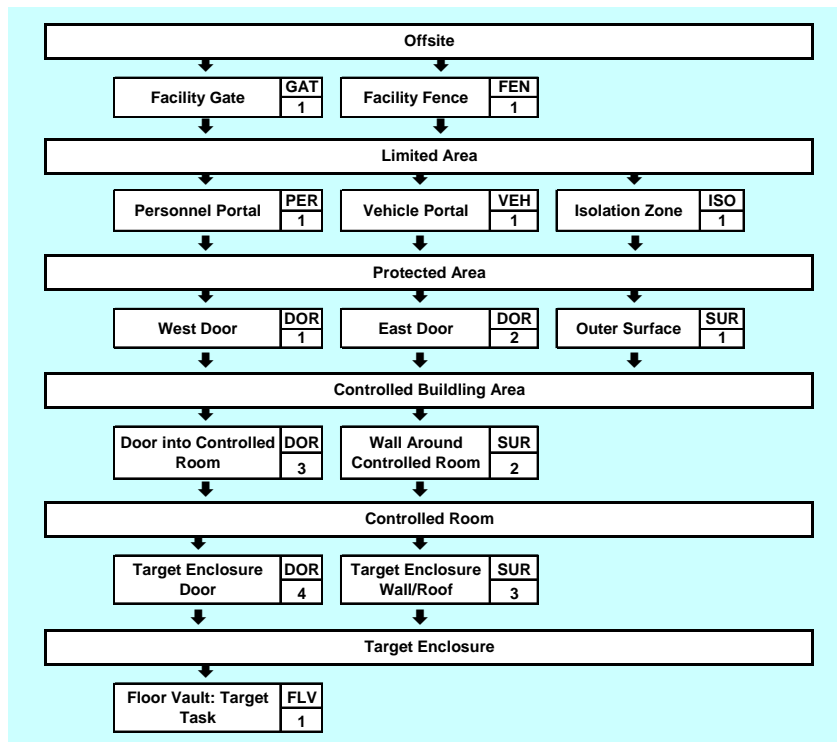 Offsite
Facility Gate GAT 1
Facility Fence FEN 1
Limited Area
Personnel Portal PER 1
Vehicle Portal VEH 1
Isolation Zone ISO 1
Protected Area
West Door DOR 1
East Door DOR 2
Outer Surface SUR 1
Controlled Buildling Area
Door into Controlled DOR
Room 3
Wall Around SUR
Controlled Room 2
Controlled Room
Target Enclosure DOR
Door 4
Target Enclosure SUR
Wall/Roof 3
Target Enclosure
Floor Vault: Target FLV
Task 1